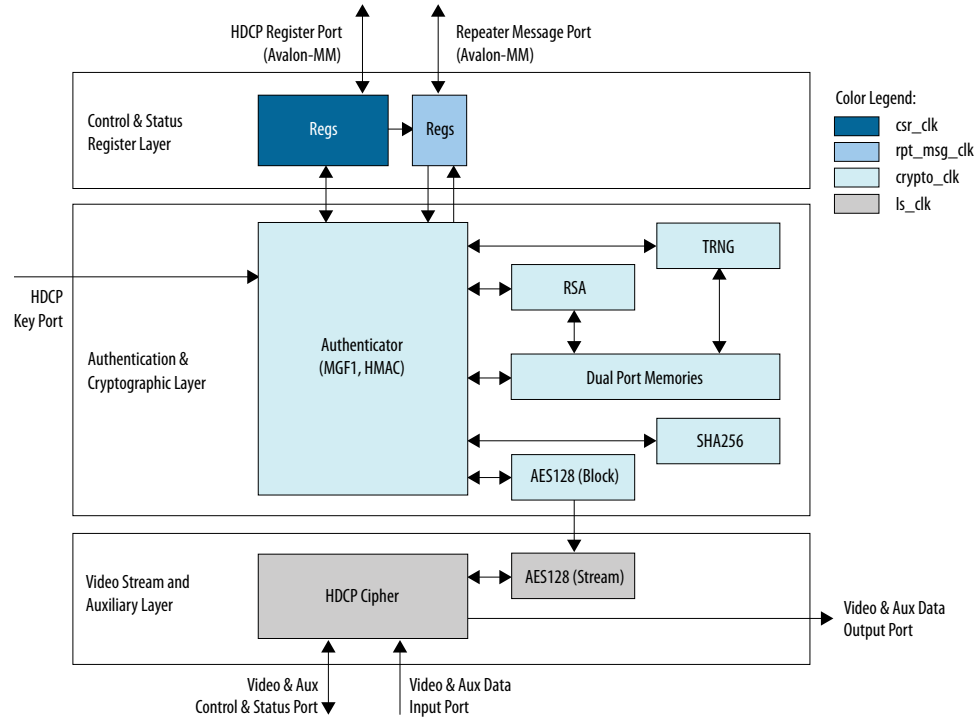 HDCP Register Port
(Avalon-MM)
Repeater Message Port
(Avalon-MM)
Control & Status
Register Layer
Regs
Regs
Color Legend:
csr_clk
rpt_msg_clk
crypto_clk
ls_clk
HDCP
Key Port
Authentication &
Cryptographic Layer
Authenticator
(MGF1, HMAC)
TRNG
RSA
Dual Port Memories
SHA256
AES128 (Block)
Video Stream and
Auxiliary Layer
HDCP Cipher
AES128 (Stream)
Video & Aux Data
Output Port
Video & Aux
Control & Status Port
Video & Aux Data
Input Port